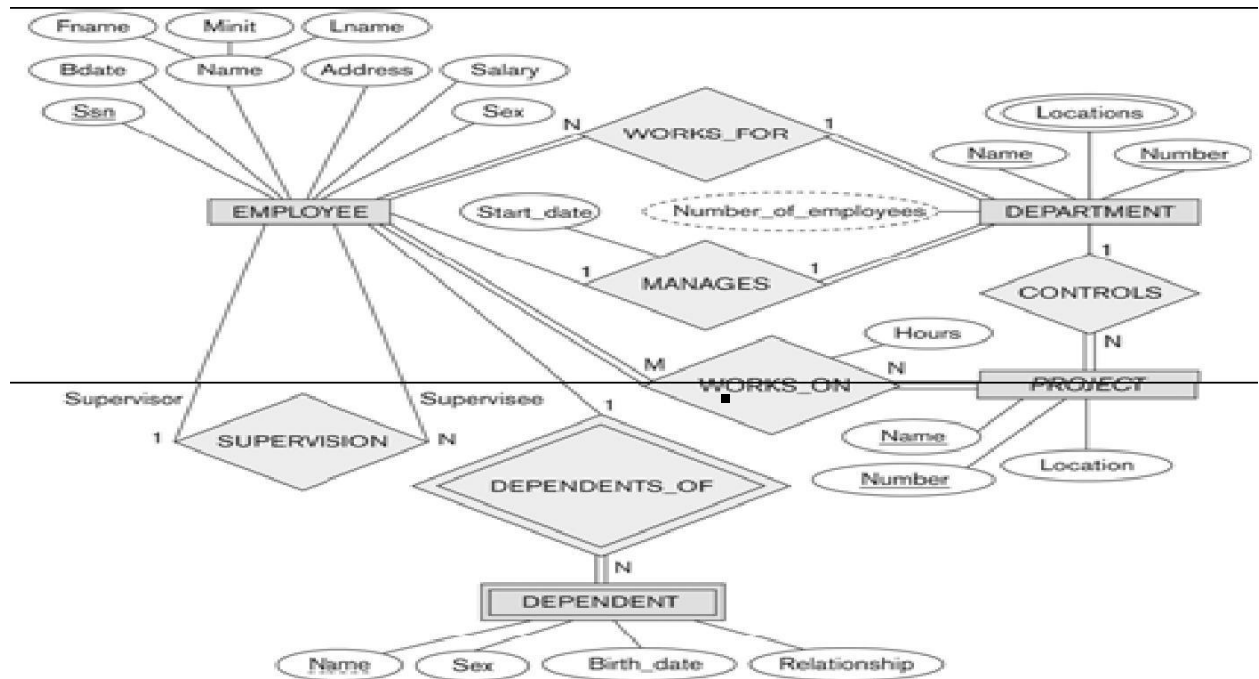 Fname Minit Lname
Bdate Name Address Salary
Ssn Sex
N WORKS_FOR 1
Locations
Name Number
EMPLOYEE Start_date Number_of_employees DEPARTMENT
1 MANAGES 1
1
CONTROLS
N
Hours
M WORKS_ON N PROJECT
Supervisor Supervisee
1 SUPERVISION N
1
Name
Number Location
DEPENDENTS_OF
N
DEPENDENT
Name Sex Birth_date Relationship